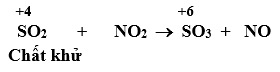 +4 +6
SO₂ + NO₂ → SO₃ + NO
Chất khử